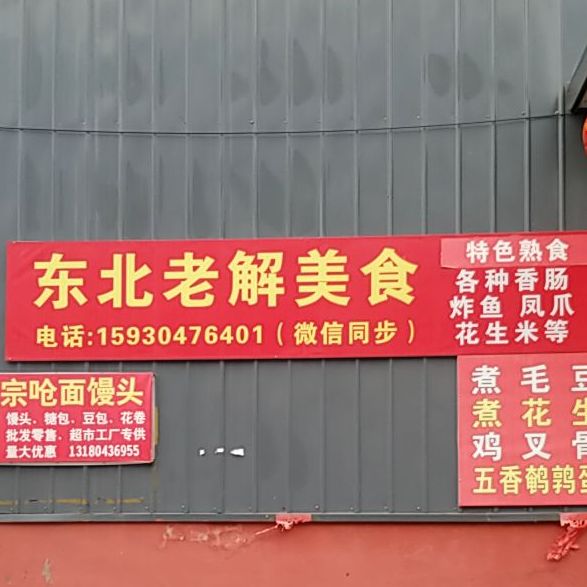 东北老解美食
电话:15930476401（微信同步）
特色熟食
各种香肠
炸鱼 凤爪
花生米等
宗呛面馒头
馒头、糖包、豆包、花卷
批发零售、超市工厂专供
量大优惠 13180436955
煮毛豆
煮花生
鸡叉骨
五香鹌鹑蛋